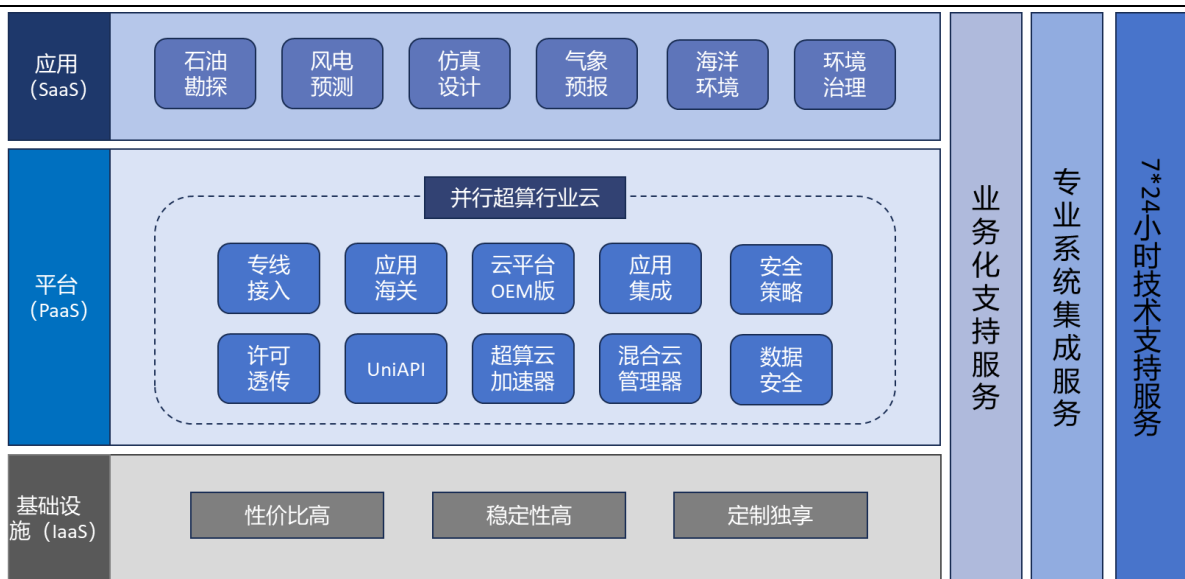 应用
（SaaS）
石油
勘探
风电
预测
仿真
设计
气象
预报
海洋
环境
环境
治理
平台
（PaaS）
并行超算行业云
专线
接入
应用
海关
云平台
OEM版
应用
集成
安全
策略
许可
透传
UniAPI
超算云
加速器
混合云
管理器
数据
安全
基础设
施（IaaS）
性价比高
稳定性高
定制独享
业务化支持服务
专业系统集成服务
7*24小时技术支持服务